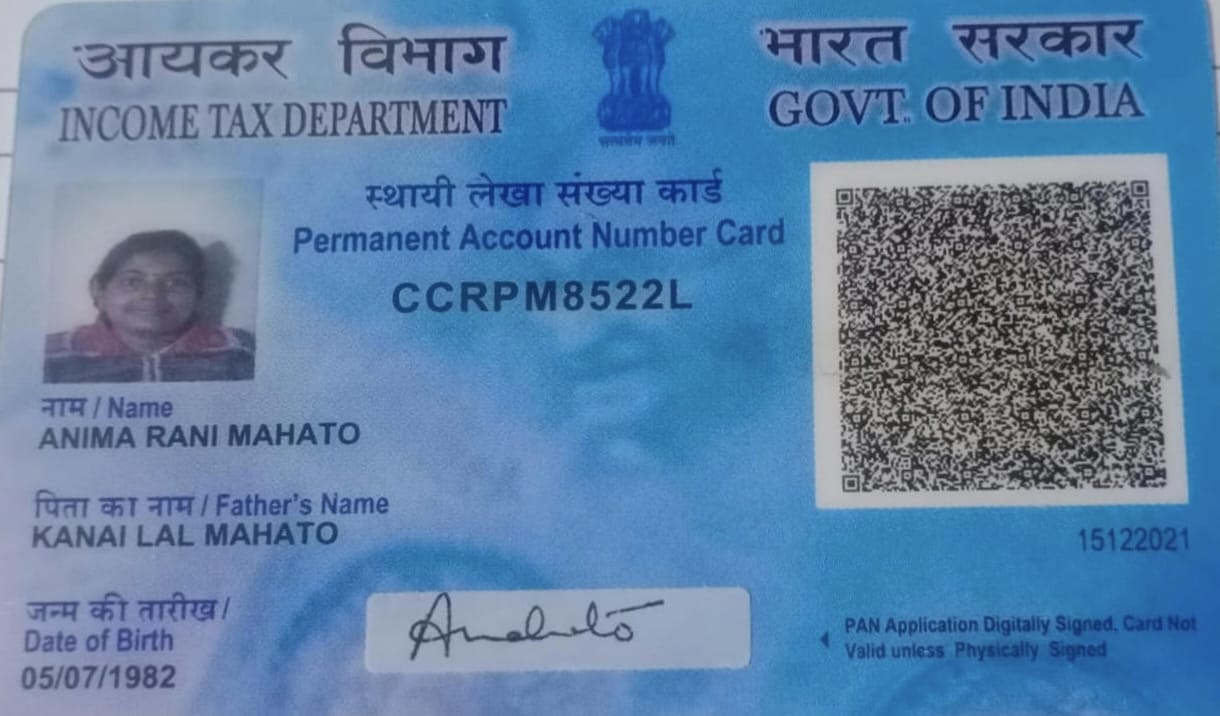 आयकर विभाग
INCOME TAX DEPARTMENT
भारत सरकार
GOVT. OF INDIA
सत्यमेव जयते
स्थायी लेखा संख्या कार्ड
Permanent Account Number Card
CCRPM8522L
नाम / Name
ANIMA RANI MAHATO
पिता का नाम / Father's Name
KANAI LAL MAHATO
जन्म की तारीख /
Date of Birth
05/07/1982
Amahato
15122021
PAN Application Digitally Signed, Card Not
Valid unless Physically Signed